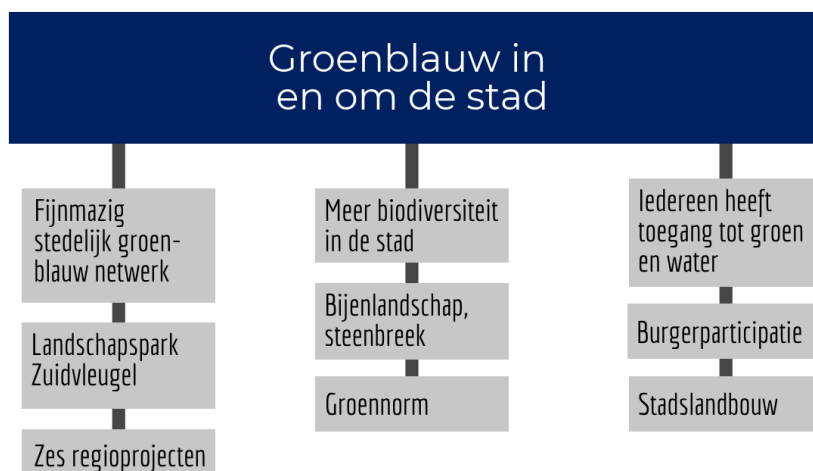 Groenblauw in
en om de stad
Fijnmazig
stedelijk groen-
blauw netwerk
Landschapspark
Zuidvleugel
Zes regioprojecten
Meer biodiversiteit
in de stad
Bijenlandschap,
steenbreek
Groennorm
Iedereen heeft
toegang tot groen
en water
Burgerparticipatie
Stadslandbouw